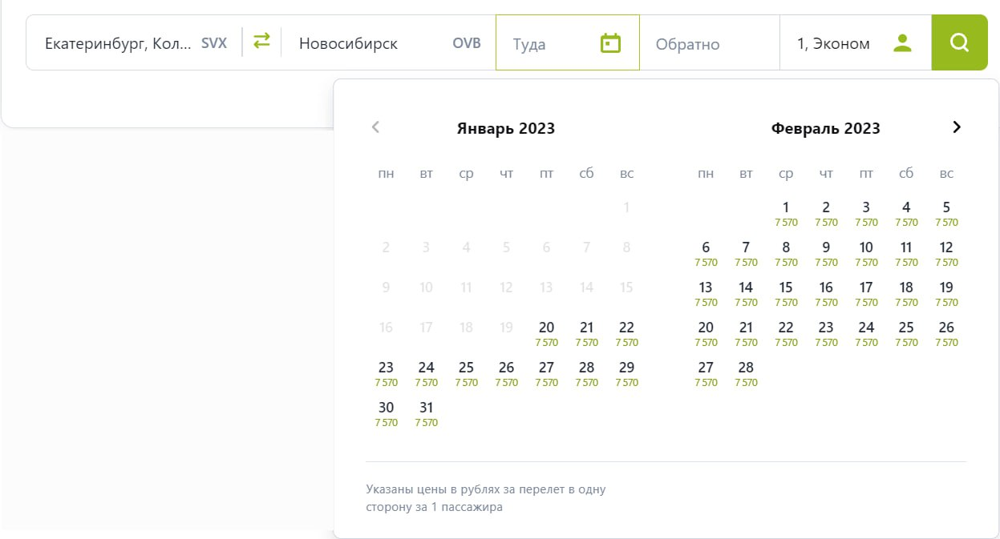 Екатеринбург, Кол... SVX Новосибирск OVB Туда Обратно 1, Эконом
Январь 2023
пн вт ср чт пт сб вс
1
2 3 4 5 6 7 8
9 10 11 12 13 14 15
16 17 18 19 20 21 22
7 570 7 570 7 570
23 24 25 26 27 28 29
7 570 7 570 7 570 7 570 7 570 7 570 7 570
30 31
7 570 7 570
Февраль 2023
пн вт ср чт пт сб вс
1 2 3 4 5
7 570 7 570 7 570 7 570 7 570
6 7 8 9 10 11 12
7 570 7 570 7 570 7 570 7 570 7 570 7 570
13 14 15 16 17 18 19
7 570 7 570 7 570 7 570 7 570 7 570 7 570
20 21 22 23 24 25 26
7 570 7 570 7 570 7 570 7 570 7 570 7 570
27 28
7 570 7 570
Указаны цены в рублях за перелет в одну
сторону за 1 пассажира